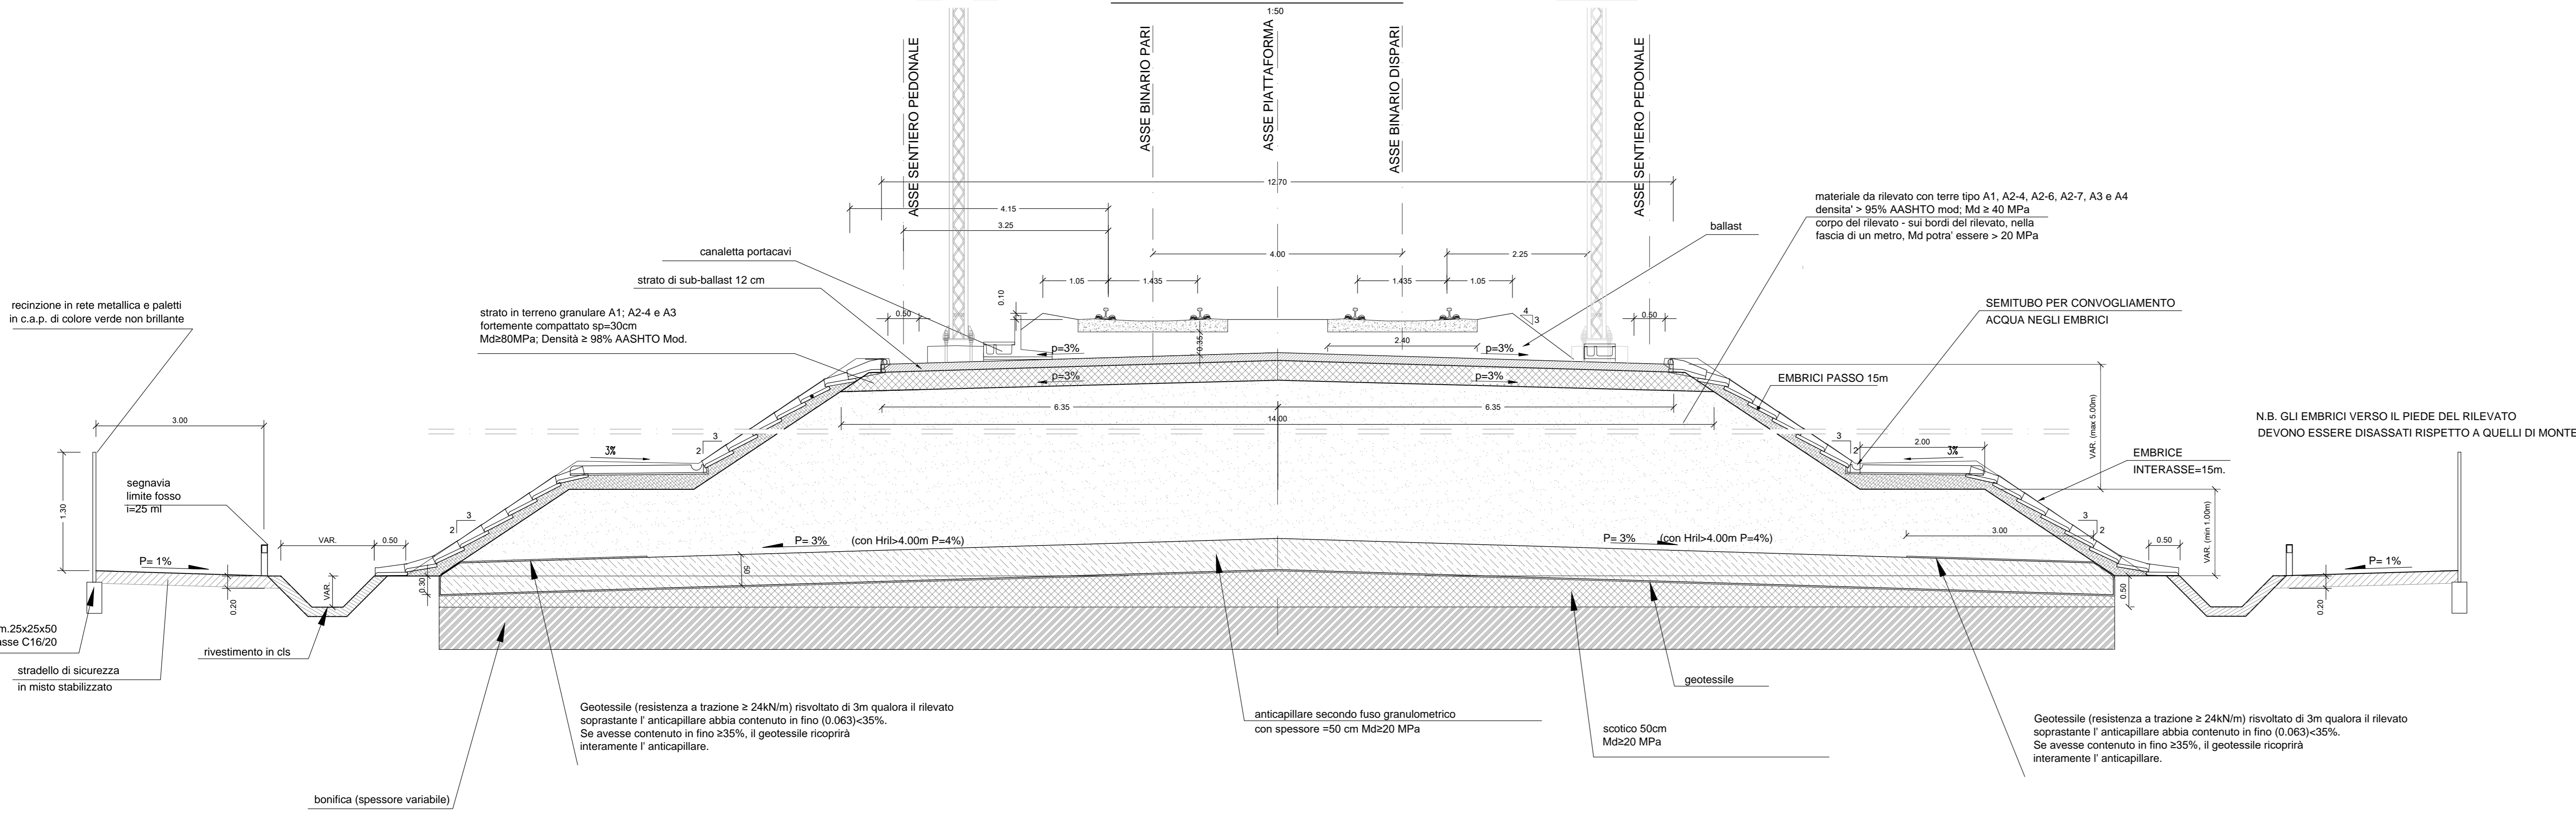 1:50
ASSE SENTIERO PEDONALE
ASSE BINARIO PARI
ASSE PIATTAFORMA
ASSE BINARIO DISPARI
ASSE SENTIERO PEDONALE
12.70
4.15
3.25
4.00
2.25
1.05
1.435
1.435
1.05
0.10
0.50
0.50
4
3
0.35
2.40
p=3%
p=3%
p=3%
p=3%
6.35
6.35
14.00
canaletta portacavi
strato di sub-ballast 12 cm
strato in terreno granulare A1; A2-4 e A3
fortemente compattato sp=30cm
Md≥80MPa; Densità ≥ 98% AASHTO Mod.
ballast
materiale da rilevato con terre tipo A1, A2-4, A2-6, A2-7, A3 e A4
densita' > 95% AASHTO mod; Md ≥ 40 MPa
corpo del rilevato - sui bordi del rilevato, nella
fascia di un metro, Md potra' essere > 20 MPa
SEMITUBO PER CONVOGLIAMENTO
ACQUA NEGLI EMBRICI
EMBRICI PASSO 15m
N.B. GLI EMBRICI VERSO IL PIEDE DEL RILEVATO
DEVONO ESSERE DISASSATI RISPETTO A QUELLI DI MONTE
EMBRICE
INTERASSE=15m.
recinzione in rete metallica e paletti
in c.a.p. di colore verde non brillante
3.00
1.30
segnavia
limite fosso
i=25 ml
VAR.
0.50
P= 1%
0.20
VAR.
0.30
3%
3
2
3
2
3
2
3
2
2.00
3%
VAR. (max 5.00m)
VAR. (min 1.00m)
3.00
0.50
0.50
P= 1%
0.20
P= 3%
(con Hril>4.00m P=4%)
P= 3%
(con Hril>4.00m P=4%)
50
m.25x25x50
asse C16/20
stradello di sicurezza
in misto stabilizzato
rivestimento in cls
bonifica (spessore variabile)
Geotessile (resistenza a trazione ≥ 24kN/m) risvoltato di 3m qualora il rilevato
soprastante l' anticapillare abbia contenuto in fino (0.063)<35%.
Se avesse contenuto in fino ≥35%, il geotessile ricoprirà
interamente l' anticapillare.
anticapillare secondo fuso granulometrico
con spessore =50 cm Md≥20 MPa
scotico 50cm
Md≥20 MPa
geotessile
Geotessile (resistenza a trazione ≥ 24kN/m) risvoltato di 3m qualora il rilevato
soprastante l' anticapillare abbia contenuto in fino (0.063)<35%.
Se avesse contenuto in fino ≥35%, il geotessile ricoprirà
interamente l' anticapillare.